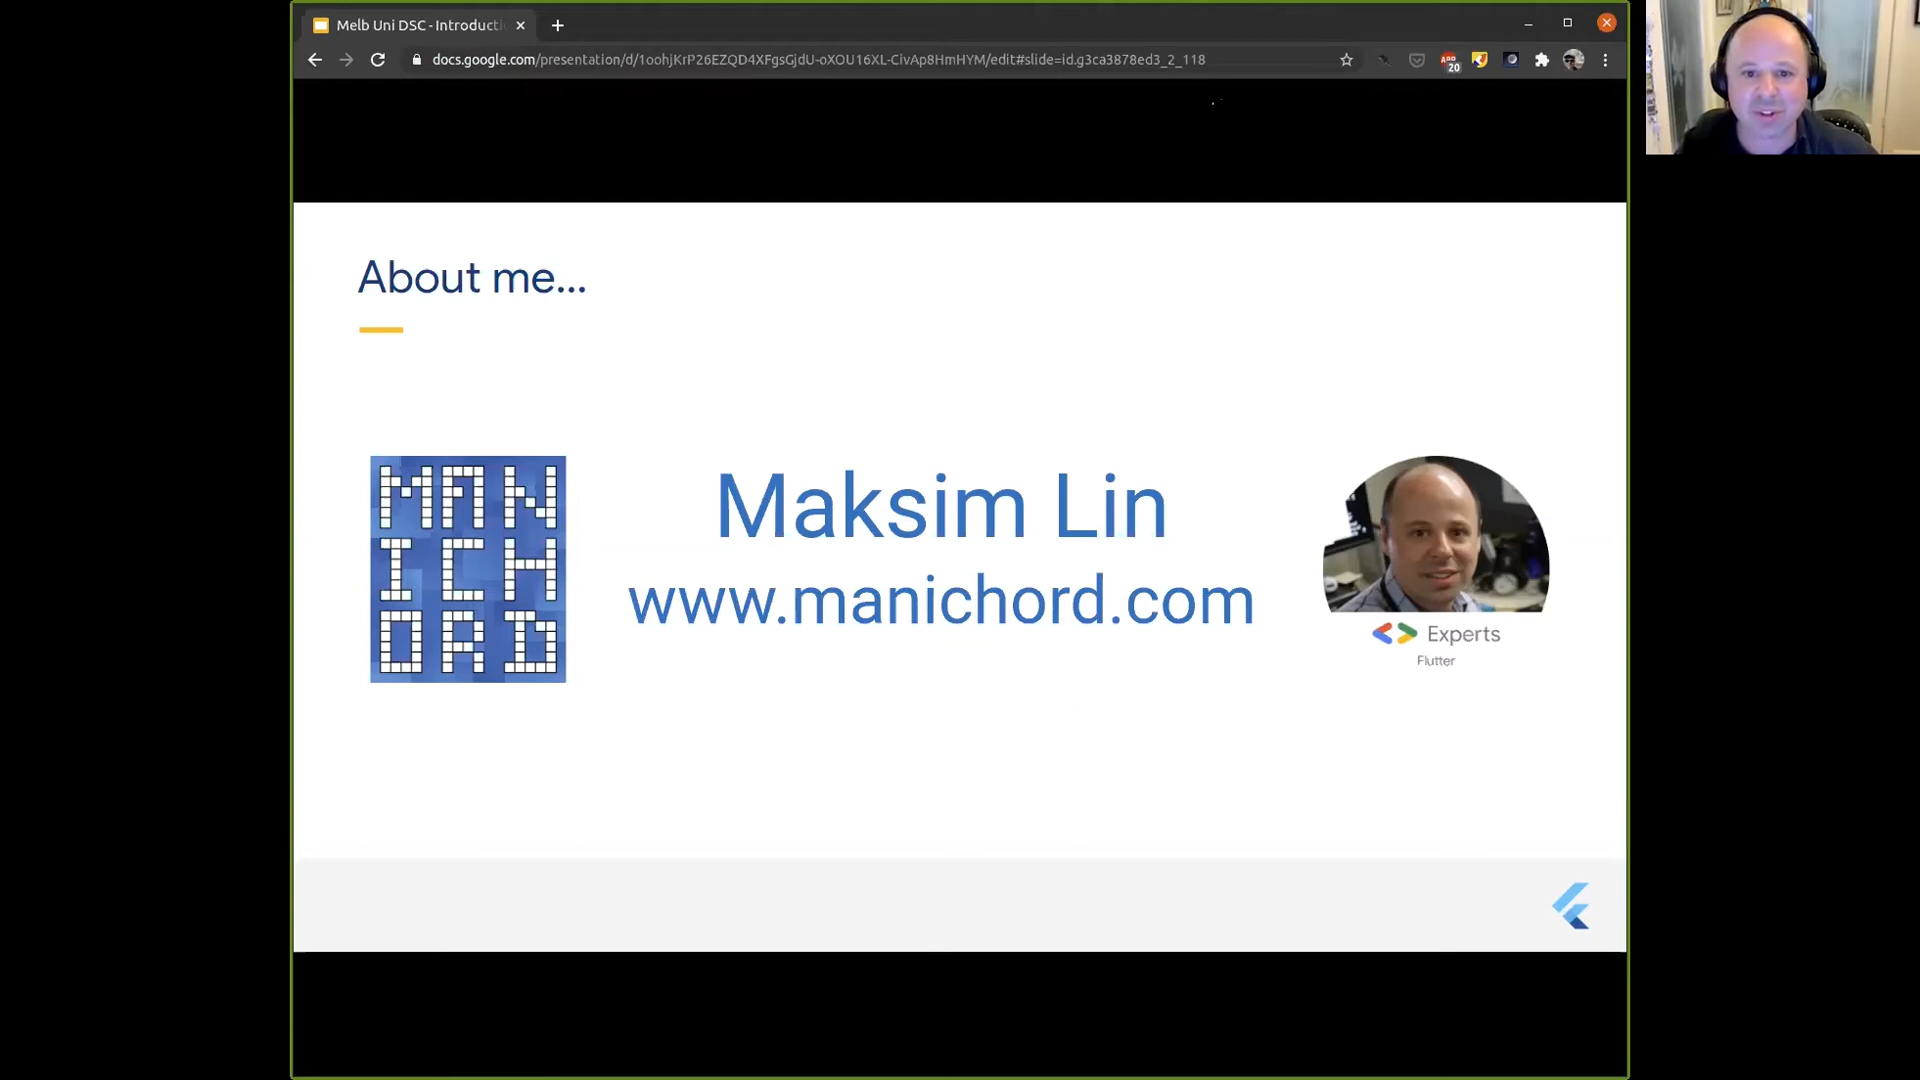 Melb Uni DSC - Introducti
docs.google.com/presentation/d/1oohjKrP26EZQD4XFgsGjdU-oXOU16XL-CivAp8HmHYM/edit#slide=id.g3ca3878ed3_2_118
20
About me...
MAN
ICH
ORD
Maksim Lin
www.manichord.com
Experts
Flutter